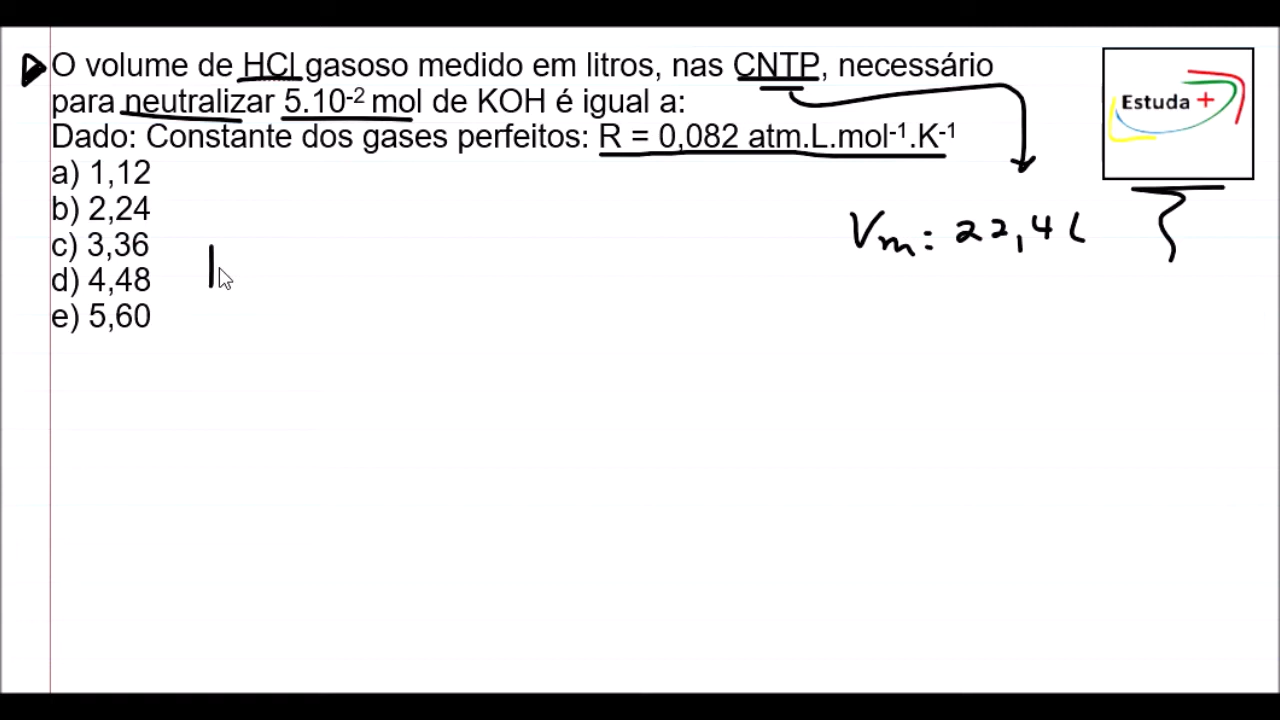 O volume de HCl gasoso medido em litros, nas CNTP, necessário
para neutralizar 5.10-² mol de KOH é igual a:
Dado: Constante dos gases perfeitos: R = 0,082 atm.L.mol-¹.K-¹
a) 1,12
b) 2,24
c) 3,36
d) 4,48
e) 5,60
Estuda +
Vm: 22,4 L